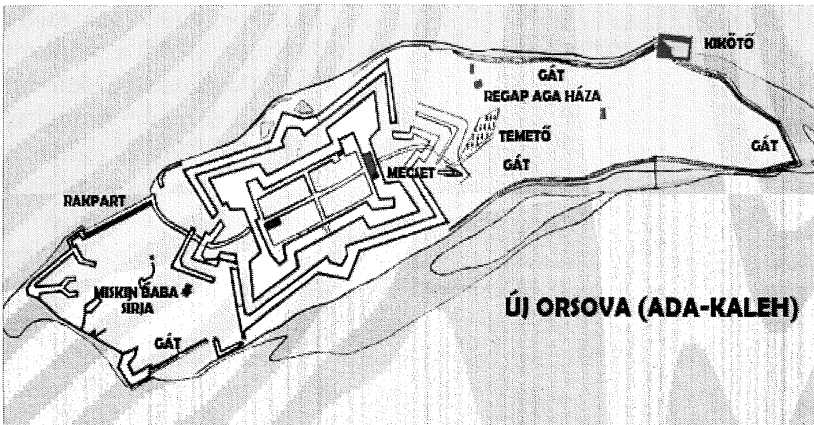 KIKÖTŐ
GÁT
REGAP AGA HÁZA
TEMETŐ
GÁT
GÁT
MECSET
RAKPART
MISKIN BABA
SIRJA
GÁT
ÚJ ORSOVA (ADA-KALEH)